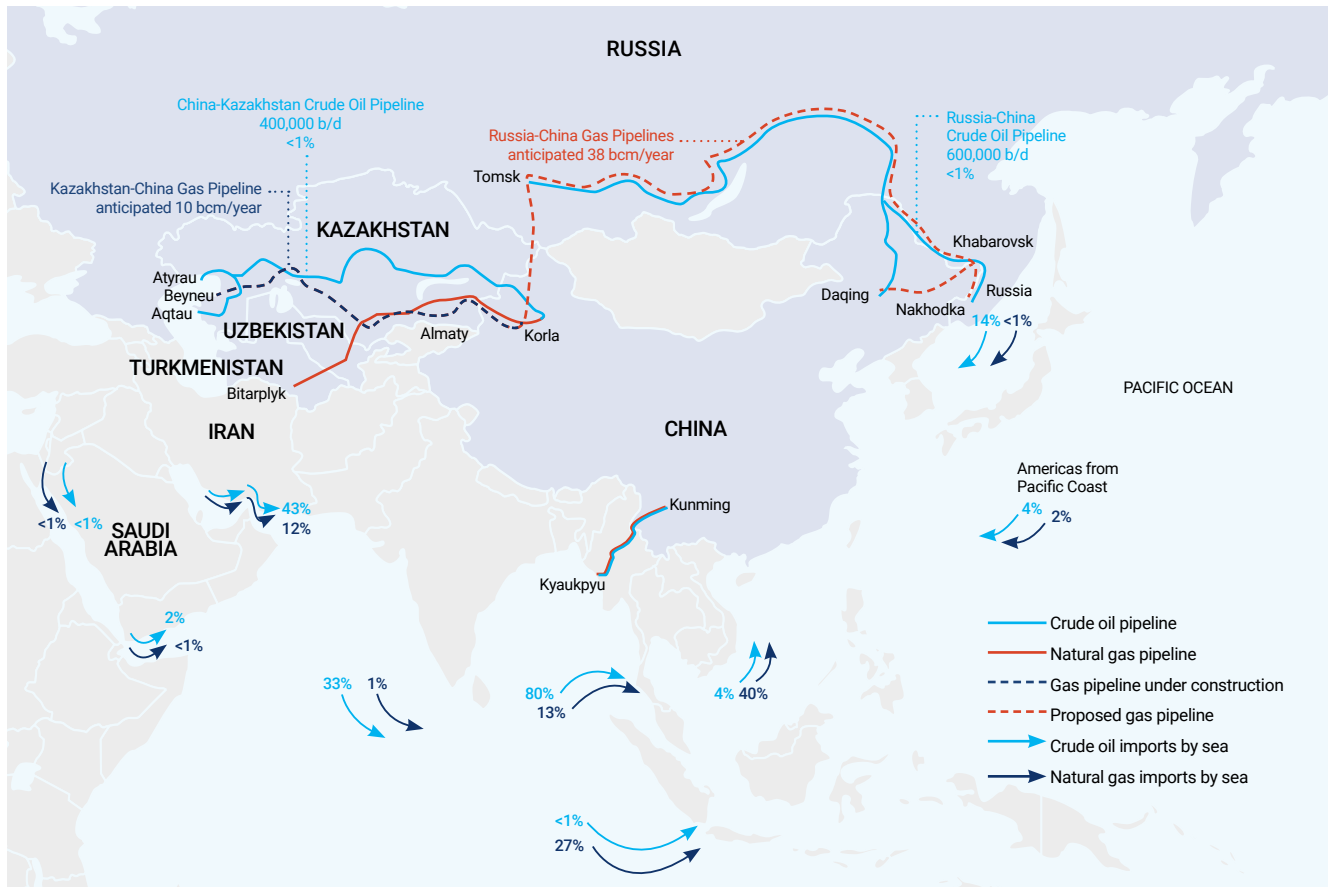 RUSSIA
China-Kazakhstan Crude Oil Pipeline
400,000 b/d
<1%
Russia-China Gas Pipelines
anticipated 38 bcm/year
Russia-China
Crude Oil Pipeline
600,000 b/d
<1%
Tomsk
Kazakhstan-China Gas Pipeline
anticipated 10 bcm/year
KAZAKHSTAN
Khabarovsk
Atyrau
Beyneu
Aqtau
Daqing
Russia
Nakhodka
14% <1%
UZBEKISTAN
Almaty
Korla
TURKMENISTAN
Bitarplyk
PACIFIC OCEAN
IRAN
CHINA
Americas from
Pacific Coast
4%
2%
43%
12%
<1% <1%
SAUDI
ARABIA
Kunming
Kyaukpyu
2%
<1%
33% 1%
80%
13%
4% 40%
<1%
27%
Crude oil pipeline
Natural gas pipeline
Gas pipeline under construction
Proposed gas pipeline
Crude oil imports by sea
Natural gas imports by sea